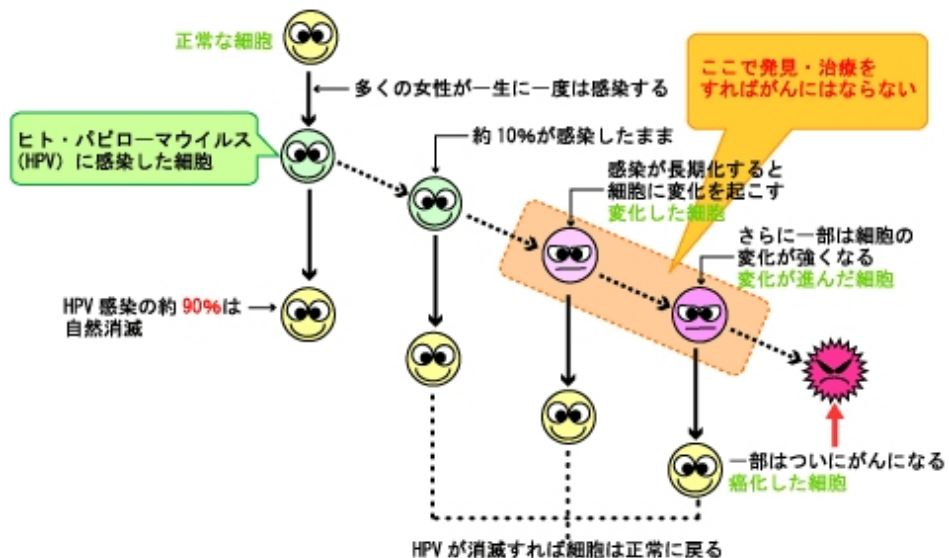 正常な細胞
多くの女性が一生に一度は感染する
ここで発見・治療を
すればがんにはならない
ヒト・パピローマウイルス
(HPV) に感染した細胞
約10%が感染したまま
感染が長期化すると
細胞に変化を起こす
変化した細胞
さらに一部は細胞の
変化が強くなる
変化が進んだ細胞
HPV 感染の約 90%は
自然消滅
一部はついにがんになる
癌化した細胞
HPV が消滅すれば細胞は正常に戻る